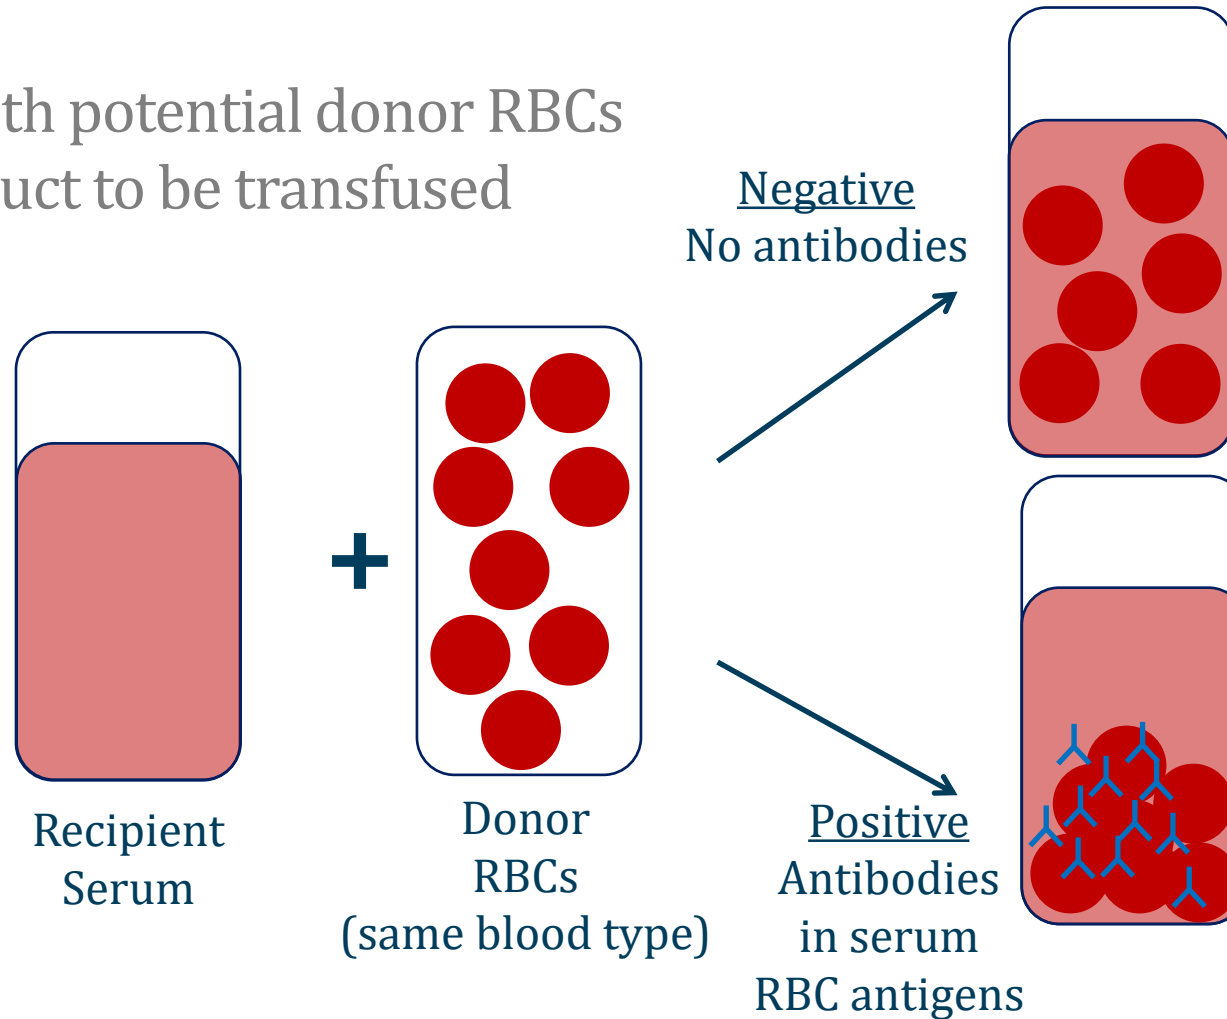 th potential donor RBCs
uct to be transfused
Negative
No antibodies
+
Recipient
Serum
Donor
RBCs
(same blood type)
Positive
Antibodies
in serum
RBC antigens